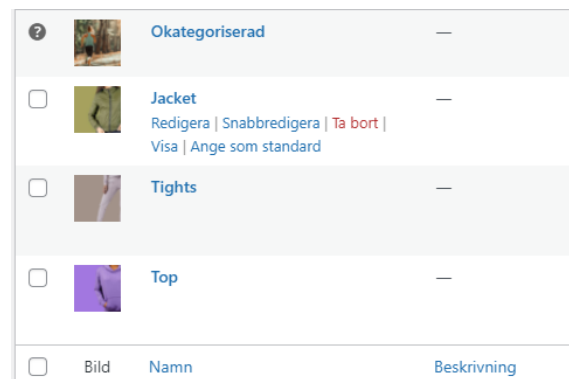 Okategoriserad —
Jacket —
Redigera | Snabbredigera | Ta bort |
Visa | Ange som standard
Tights —
Top —
Bild Namn Beskrivning